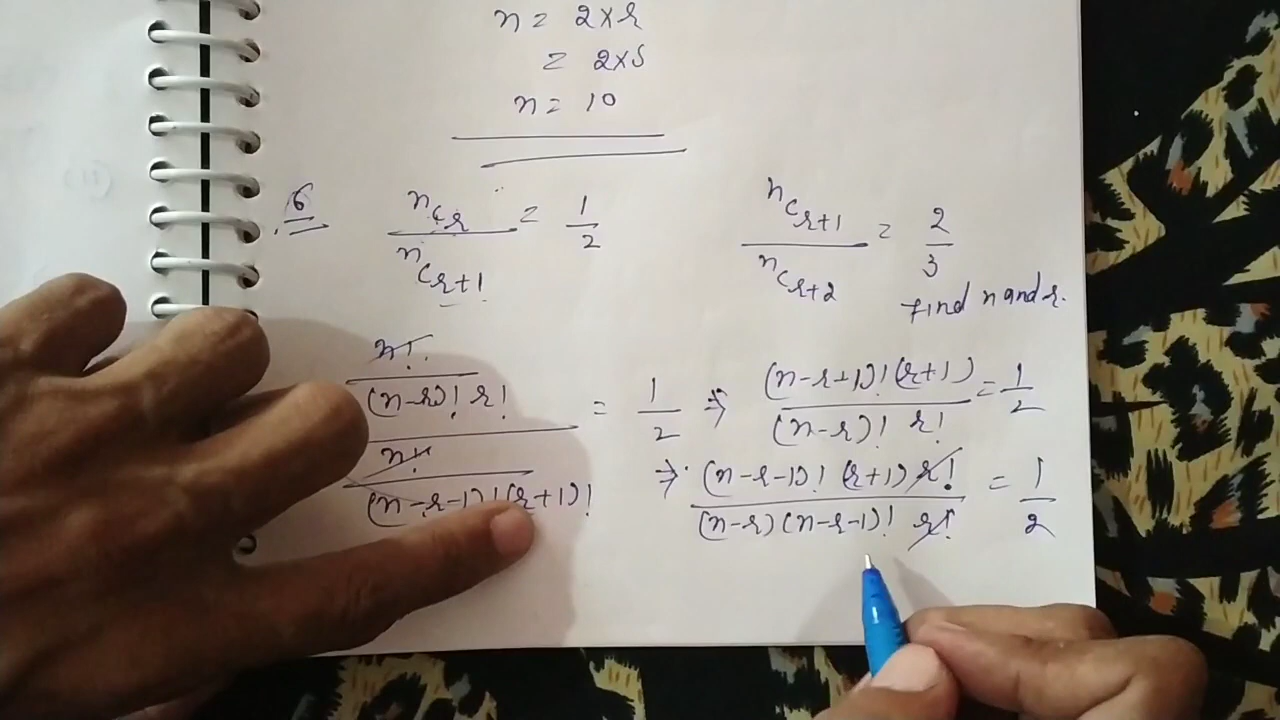 n = 2×r
= 2×5
n = 10
6 nCr / nCr+1 = 1/2 nCr+1 / nCr+2 = 2/3
find n and r.
n! / (n-r)! r! / n! / (n-r-1)! (r+1)! = 1/2 ⇒ (n-r+1)! (r+1) / (n-r)! r! = 1/2
⇒ (n-r-1)! (r+1) r! / (n-r) (n-r-1)! r! = 1/2